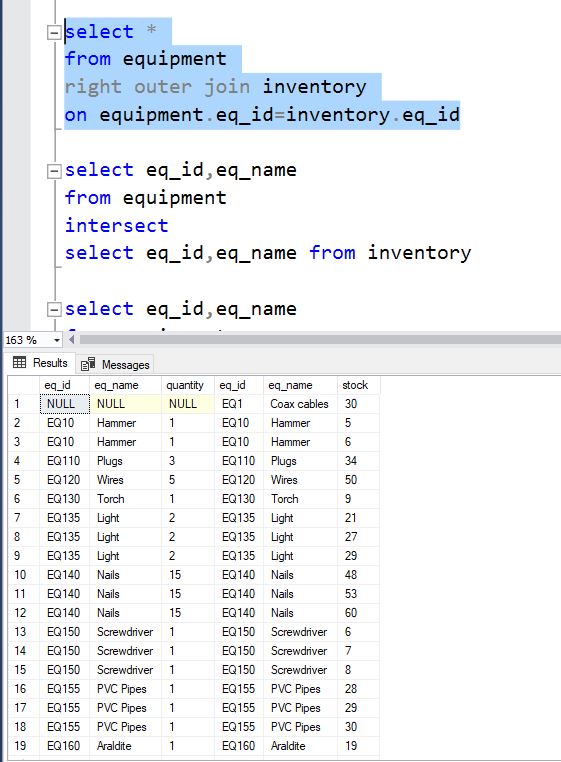 select *
from equipment
right outer join inventory
on equipment.eq_id=inventory.eq_id
select eq_id,eq_name
from equipment
intersect
select eq_id,eq_name from inventory
select eq_id,eq_name
163 %
Results Messages
eq_id eq_name quantity eq_id eq_name stock
1 NULL NULL NULL EQ1 Coax cables 30
2 EQ10 Hammer 1 EQ10 Hammer 5
3 EQ10 Hammer 1 EQ10 Hammer 6
4 EQ110 Plugs 3 EQ110 Plugs 34
5 EQ120 Wires 5 EQ120 Wires 50
6 EQ130 Torch 1 EQ130 Torch 9
7 EQ135 Light 2 EQ135 Light 21
8 EQ135 Light 2 EQ135 Light 27
9 EQ135 Light 2 EQ135 Light 29
10 EQ140 Nails 15 EQ140 Nails 48
11 EQ140 Nails 15 EQ140 Nails 53
12 EQ140 Nails 15 EQ140 Nails 60
13 EQ150 Screwdriver 1 EQ150 Screwdriver 6
14 EQ150 Screwdriver 1 EQ150 Screwdriver 7
15 EQ150 Screwdriver 1 EQ150 Screwdriver 8
16 EQ155 PVC Pipes 1 EQ155 PVC Pipes 28
17 EQ155 PVC Pipes 1 EQ155 PVC Pipes 29
18 EQ155 PVC Pipes 1 EQ155 PVC Pipes 30
19 EQ160 Araldite 1 EQ160 Araldite 19